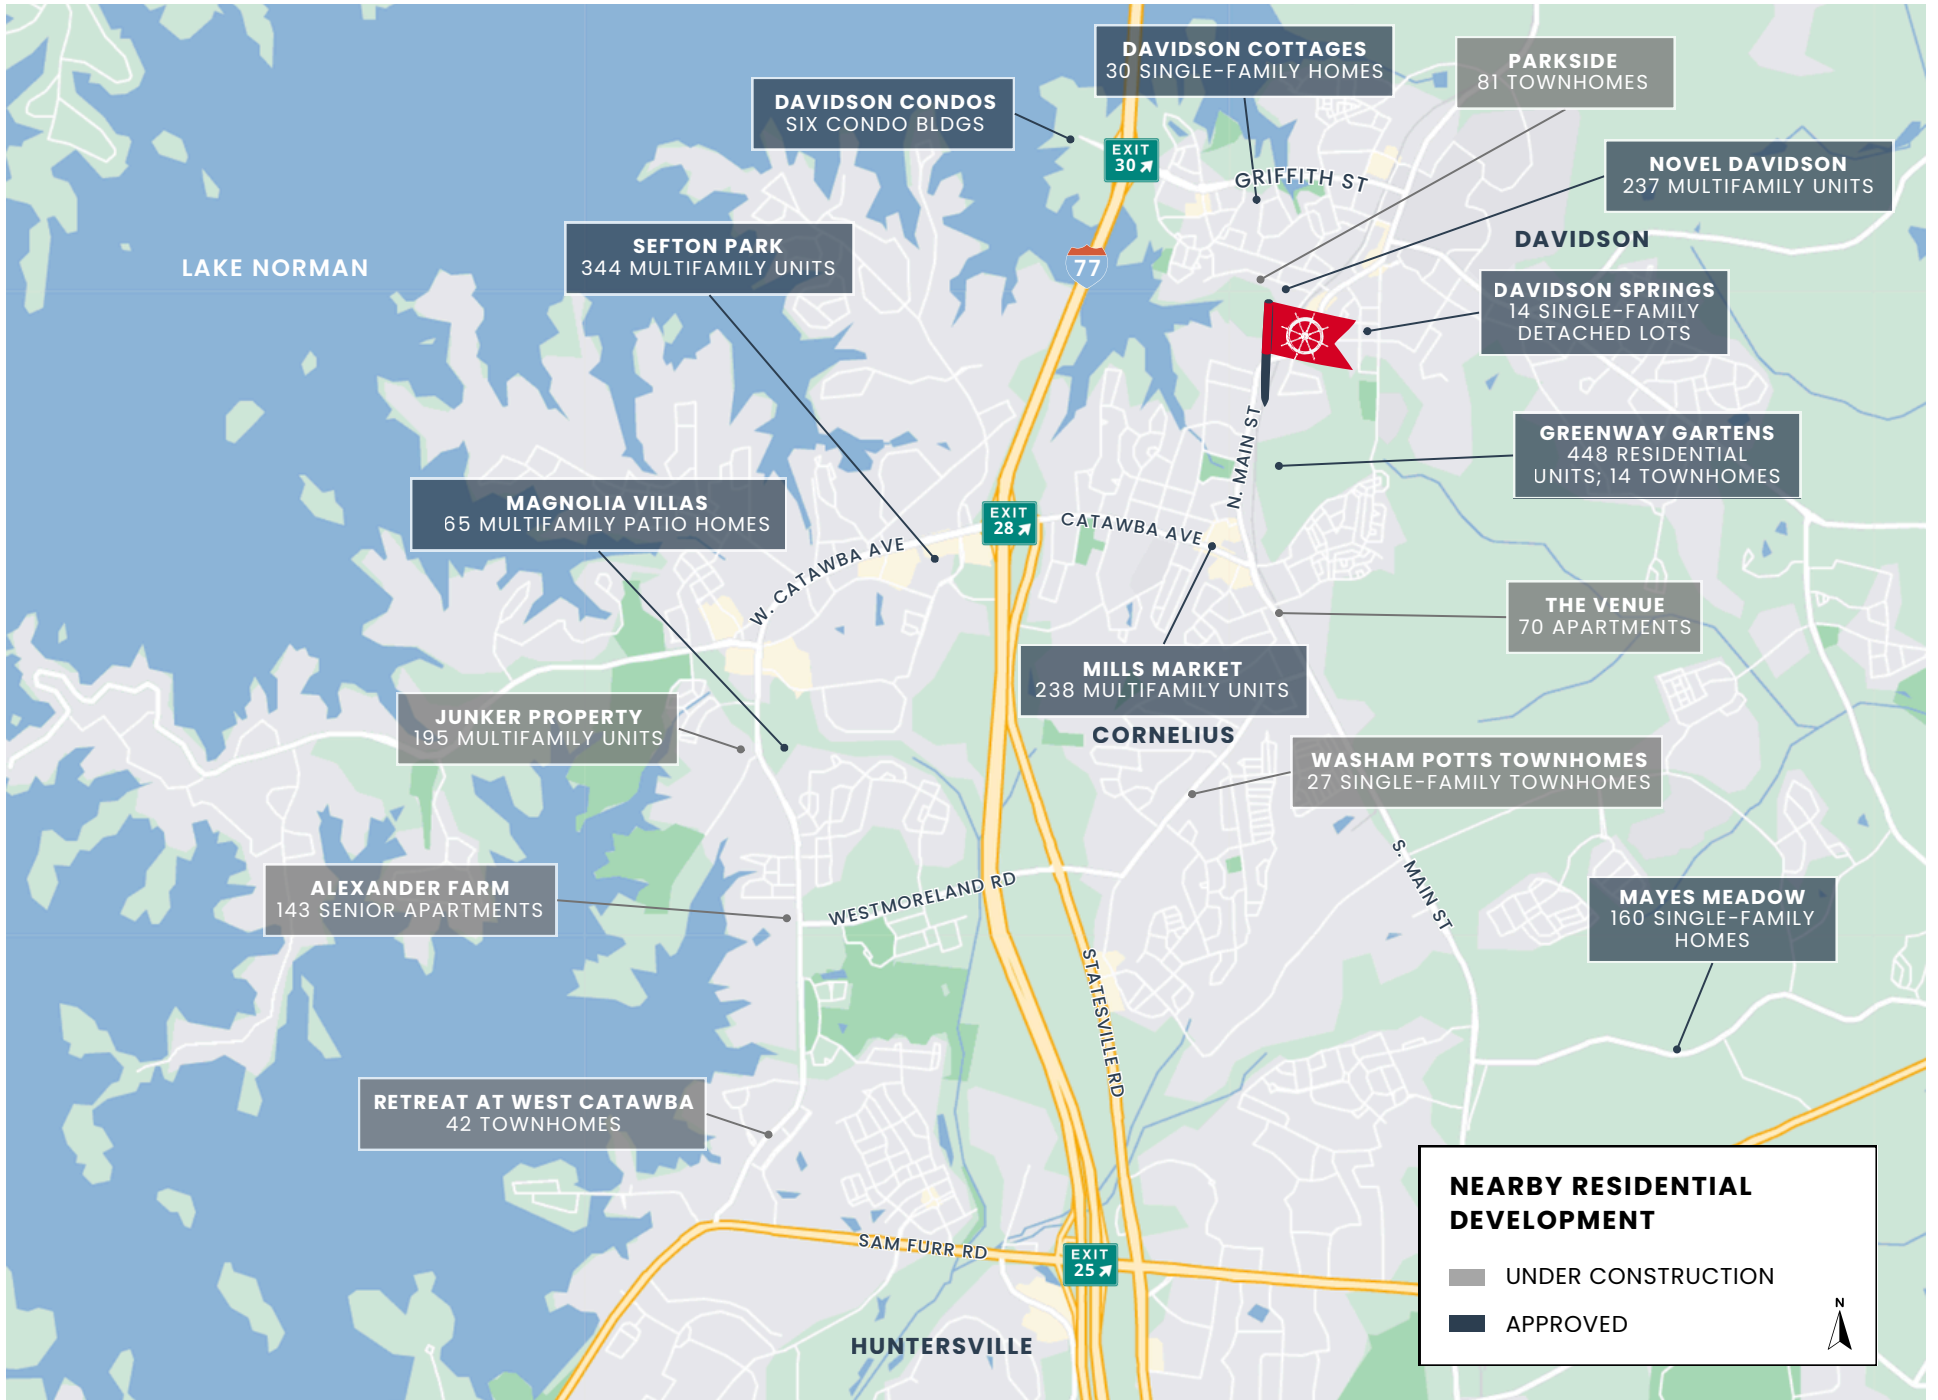 DAVIDSON COTTAGES
30 SINGLE-FAMILY HOMES
PARKSIDE
81 TOWNHOMES
DAVIDSON CONDOS
SIX CONDO BLDGS
EXIT
30
GRIFFITH ST
NOVEL DAVIDSON
237 MULTIFAMILY UNITS
DAVIDSON
SEFTON PARK
344 MULTIFAMILY UNITS
LAKE NORMAN
77
DAVIDSON SPRINGS
14 SINGLE-FAMILY
DETACHED LOTS
N. MAIN ST
GREENWAY GARTENS
448 RESIDENTIAL
UNITS; 14 TOWNHOMES
MAGNOLIA VILLAS
65 MULTIFAMILY PATIO HOMES
EXIT
28
CATAWBA AVE
W. CATAWBA AVE
THE VENUE
70 APARTMENTS
MILLS MARKET
238 MULTIFAMILY UNITS
JUNKER PROPERTY
195 MULTIFAMILY UNITS
CORNELIUS
WASHAM POTTS TOWNHOMES
27 SINGLE-FAMILY TOWNHOMES
S. MAIN ST
ALEXANDER FARM
143 SENIOR APARTMENTS
WESTMORELAND RD
MAYES MEADOW
160 SINGLE-FAMILY
HOMES
STATESVILLE RD
RETREAT AT WEST CATAWBA
42 TOWNHOMES
SAM FURR RD
EXIT
25
HUNTERSVILLE
NEARBY RESIDENTIAL
DEVELOPMENT
UNDER CONSTRUCTION
APPROVED
N